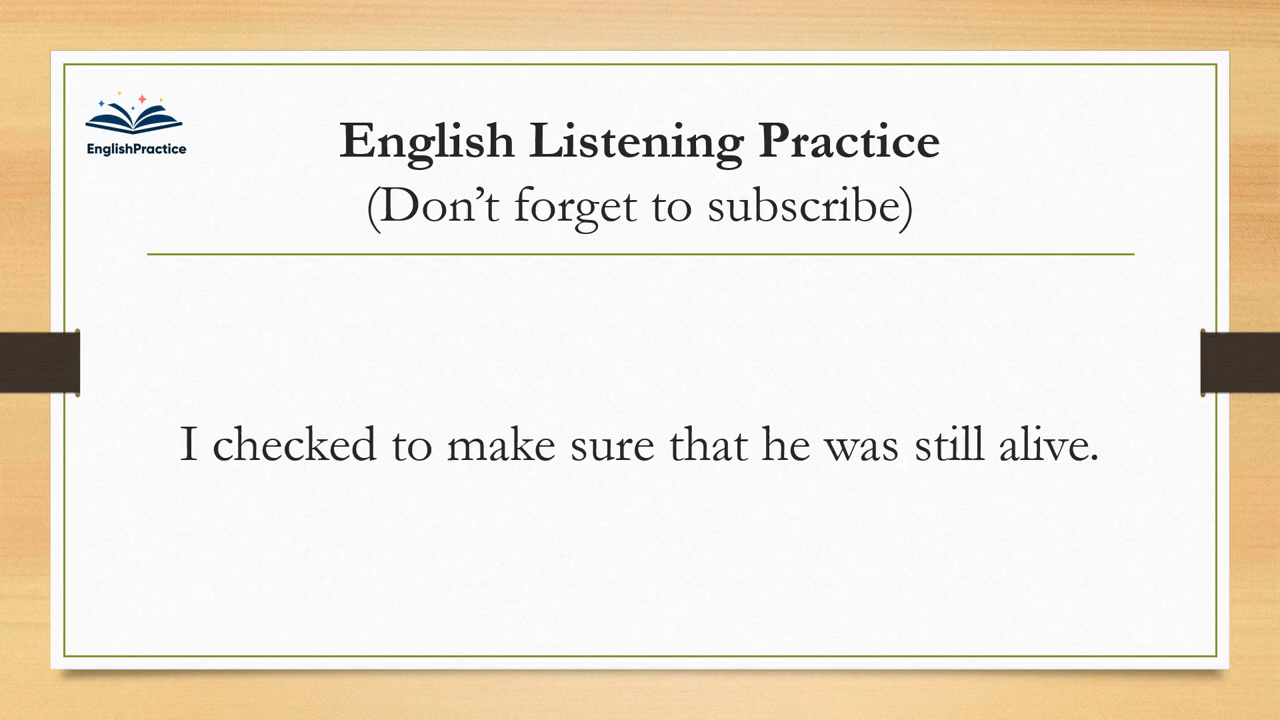 EnglishPractice
English Listening Practice
(Don’t forget to subscribe)
I checked to make sure that he was still alive.